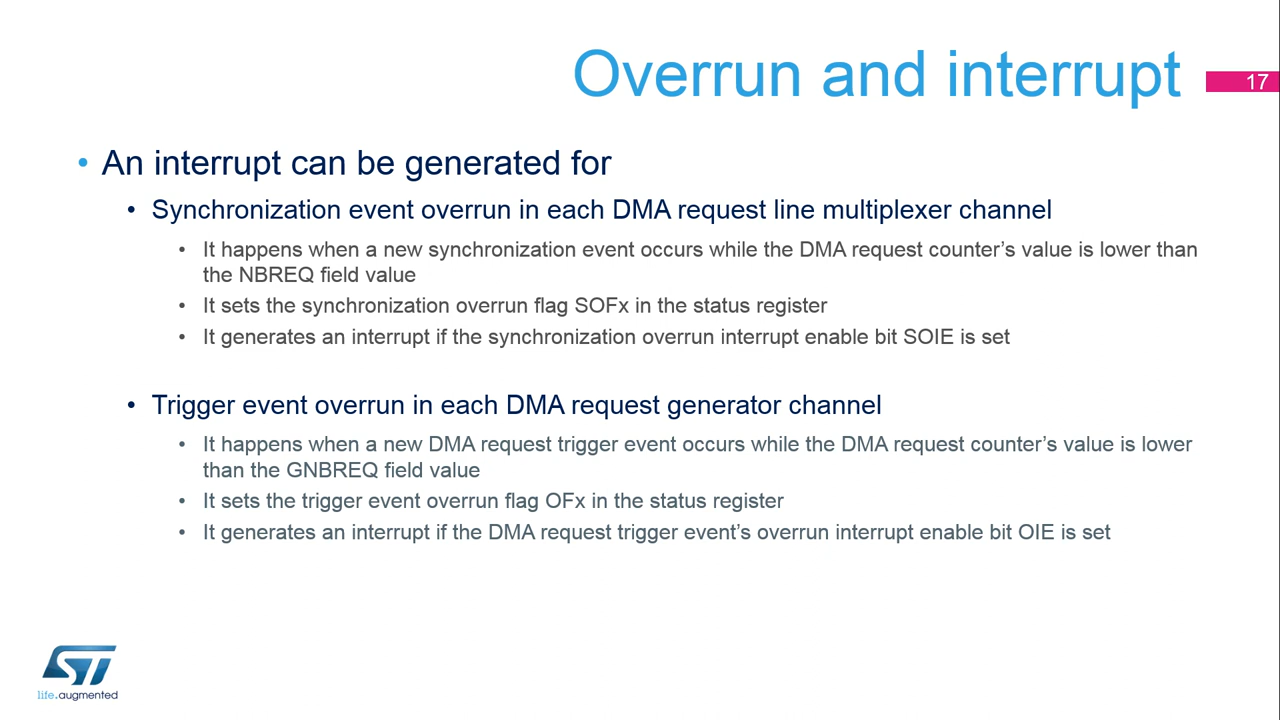 Overrun and interrupt
17
• An interrupt can be generated for
• Synchronization event overrun in each DMA request line multiplexer channel
• It happens when a new synchronization event occurs while the DMA request counter's value is lower than
the NBREQ field value
• It sets the synchronization overrun flag SOFx in the status register
• It generates an interrupt if the synchronization overrun interrupt enable bit SOIE is set
• Trigger event overrun in each DMA request generator channel
• It happens when a new DMA request trigger event occurs while the DMA request counter's value is lower
than the GNBREQ field value
• It sets the trigger event overrun flag OFx in the status register
• It generates an interrupt if the DMA request trigger event's overrun interrupt enable bit OIE is set
ST
life.augmented